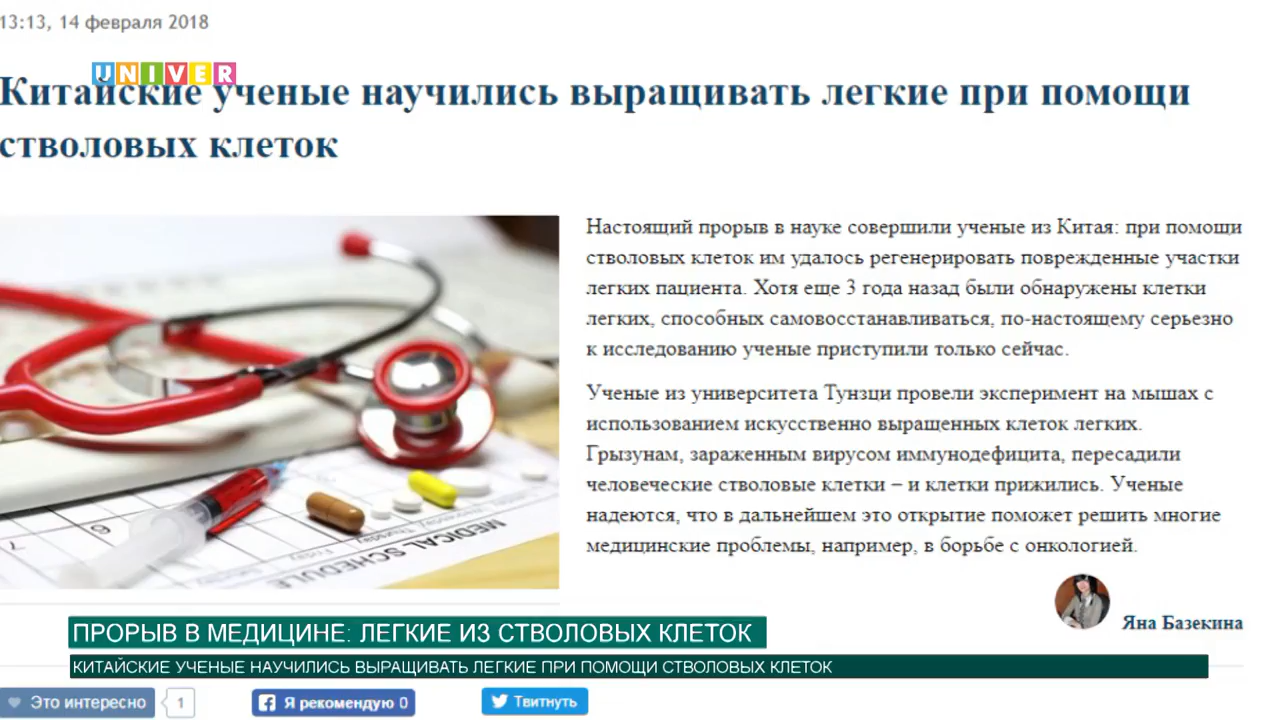 13:13, 14 февраля 2018
UNIVER
Китайские ученые научились выращивать легкие при помощи
стволовых клеток
Настоящий прорыв в науке совершили ученые из Китая: при помощи
стволовых клеток им удалось регенерировать поврежденные участки
легких пациента. Хотя еще 3 года назад были обнаружены клетки
легких, способных самовосстанавливаться, по-настоящему серьезно
к исследованию ученые приступили только сейчас.
Ученые из университета Тунзци провели эксперимент на мышах с
использованием искусственно выращенных клеток легких.
Грызунам, зараженным вирусом иммунодефицита, пересадили
человеческие стволовые клетки – и клетки прижились. Ученые
надеются, что в дальнейшем это открытие поможет решить многие
медицинские проблемы, например, в борьбе с онкологией.
7
6
Friday
MEDICAL SCHEDULE
Яна Базекина
ПРОРЫВ В МЕДИЦИНЕ: ЛЕГКИЕ ИЗ СТВОЛОВЫХ КЛЕТОК
КИТАЙСКИЕ УЧЕНЫЕ НАУЧИЛИСЬ ВЫРАЩИВАТЬ ЛЕГКИЕ ПРИ ПОМОЩИ СТВОЛОВЫХ КЛЕТОК
Это интересно 1
Я рекомендую 0
Твитнуть